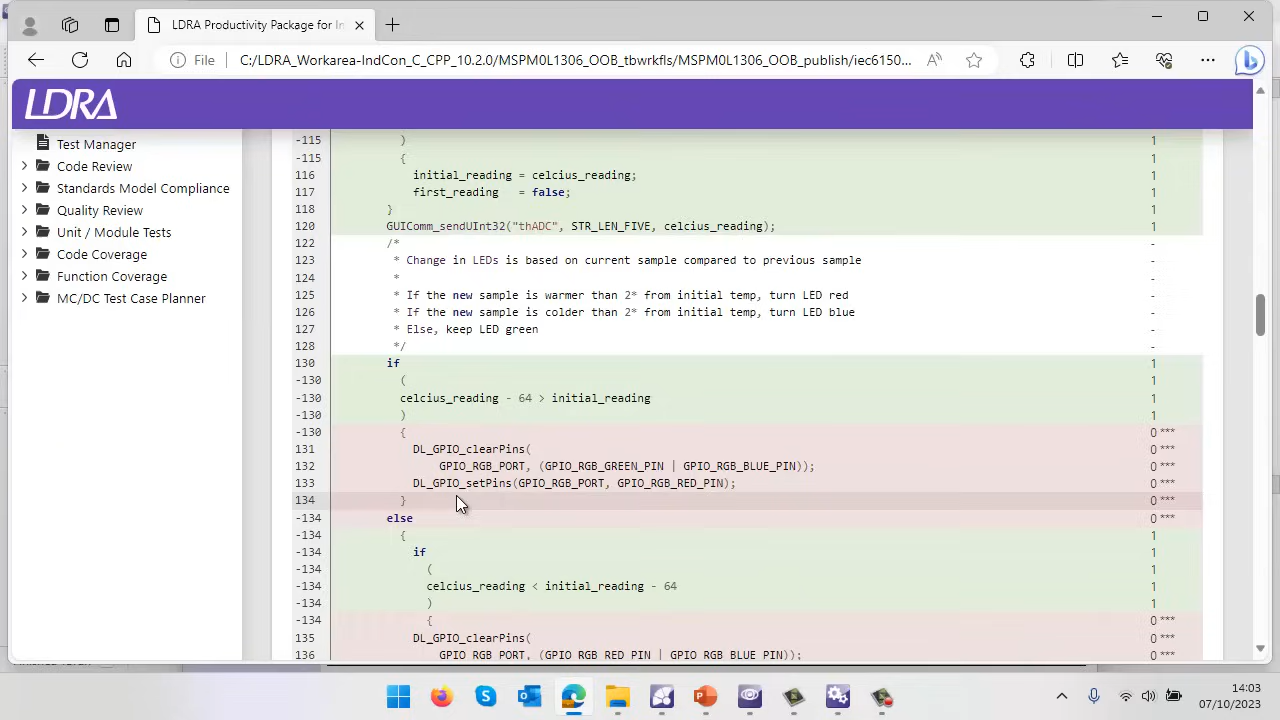 LDRA Productivity Package for In
File
C:/LDRA_Workarea-IndCon_C_CPP_10.2.0/MSPM0L1306_OOB_tbwrkfls/MSPM0L1306_OOB_publish/iec6150...
LDRA
Test Manager
Code Review
Standards Model Compliance
Quality Review
Unit / Module Tests
Code Coverage
Function Coverage
MC/DC Test Case Planner
-115 ) 1
-115 { 1
116 initial_reading = celcius_reading; 1
117 first_reading = false; 1
118 } 1
120 GUIComm_sendUInt32("thADC", STR_LEN_FIVE, celcius_reading); 1
122 /* -
123 * Change in LEDs is based on current sample compared to previous sample -
124 * -
125 * If the new sample is warmer than 2* from initial temp, turn LED red -
126 * If the new sample is colder than 2* from initial temp, turn LED blue -
127 * Else, keep LED green -
128 */ -
130 if 1
-130 ( 1
-130 celcius_reading - 64 > initial_reading 1
-130 ) 1
-130 { 0 ***
131 DL_GPIO_clearPins( 0 ***
132 GPIO_RGB_PORT, (GPIO_RGB_GREEN_PIN | GPIO_RGB_BLUE_PIN)); 0 ***
133 DL_GPIO_setPins(GPIO_RGB_PORT, GPIO_RGB_RED_PIN); 0 ***
134 } 0 ***
-134 else 0 ***
-134 { 1
-134 if 1
-134 ( 1
-134 celcius_reading < initial_reading - 64 1
-134 ) 1
-134 { 0 ***
135 DL_GPIO_clearPins( 0 ***
136 GPIO_RGB_PORT, (GPIO_RGB_RED_PIN | GPIO_RGB_BLUE_PIN)); 0 ***
14:03
07/10/2023